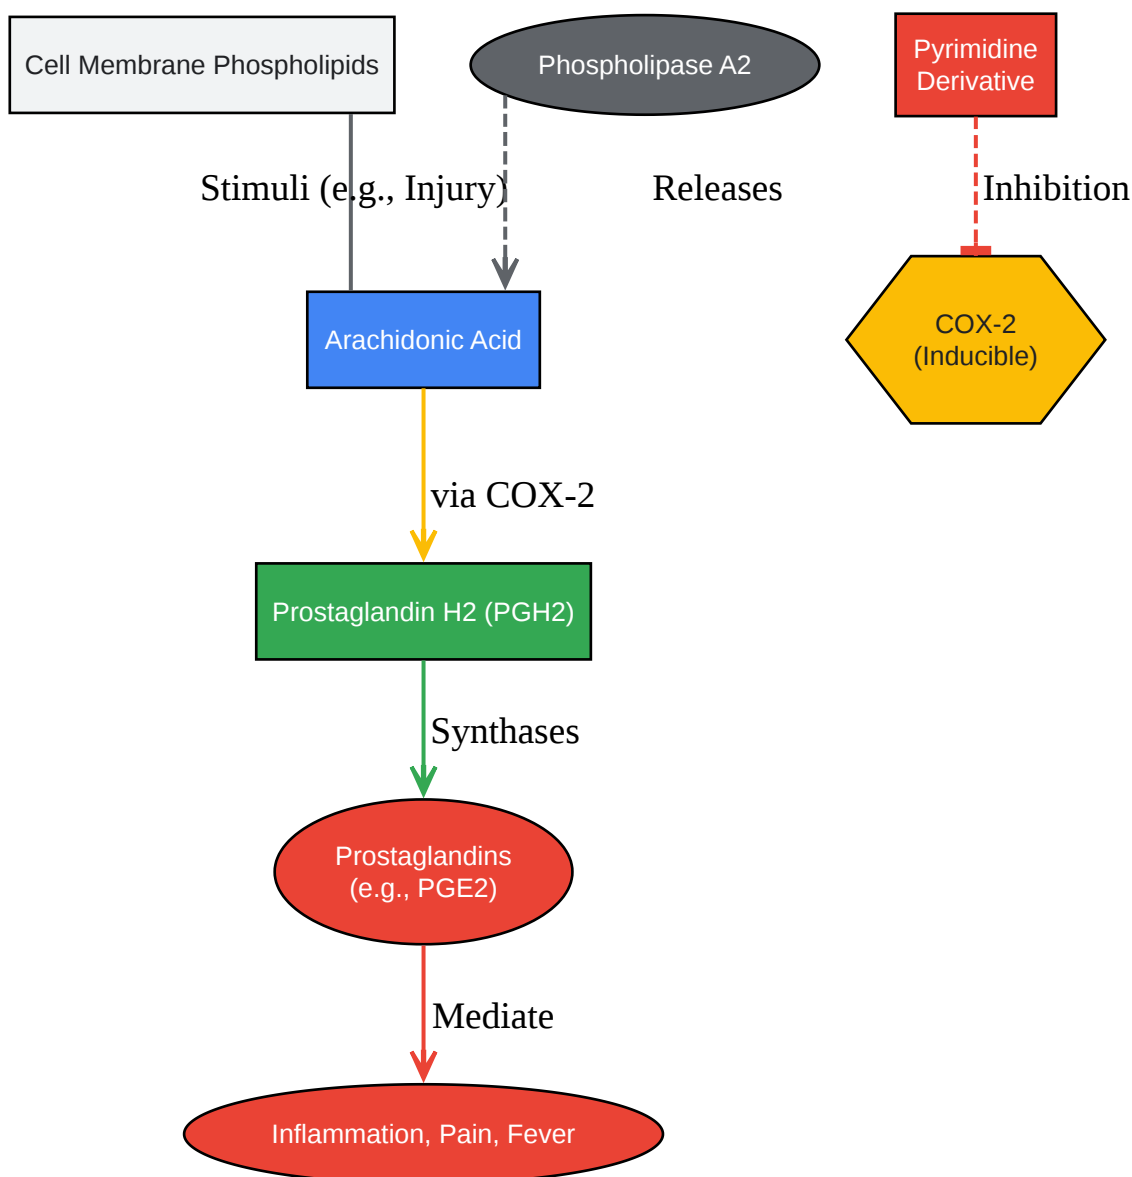 Cell Membrane Phospholipids
Phospholipase A2
Pyrimidine
Derivative
Stimuli (e.g., Injury)
Releases
Inhibition
Arachidonic Acid
COX-2
(Inducible)
via COX-2
Prostaglandin H2 (PGH2)
Synthases
Prostaglandins
(e.g., PGE2)
Mediate
Inflammation, Pain, Fever